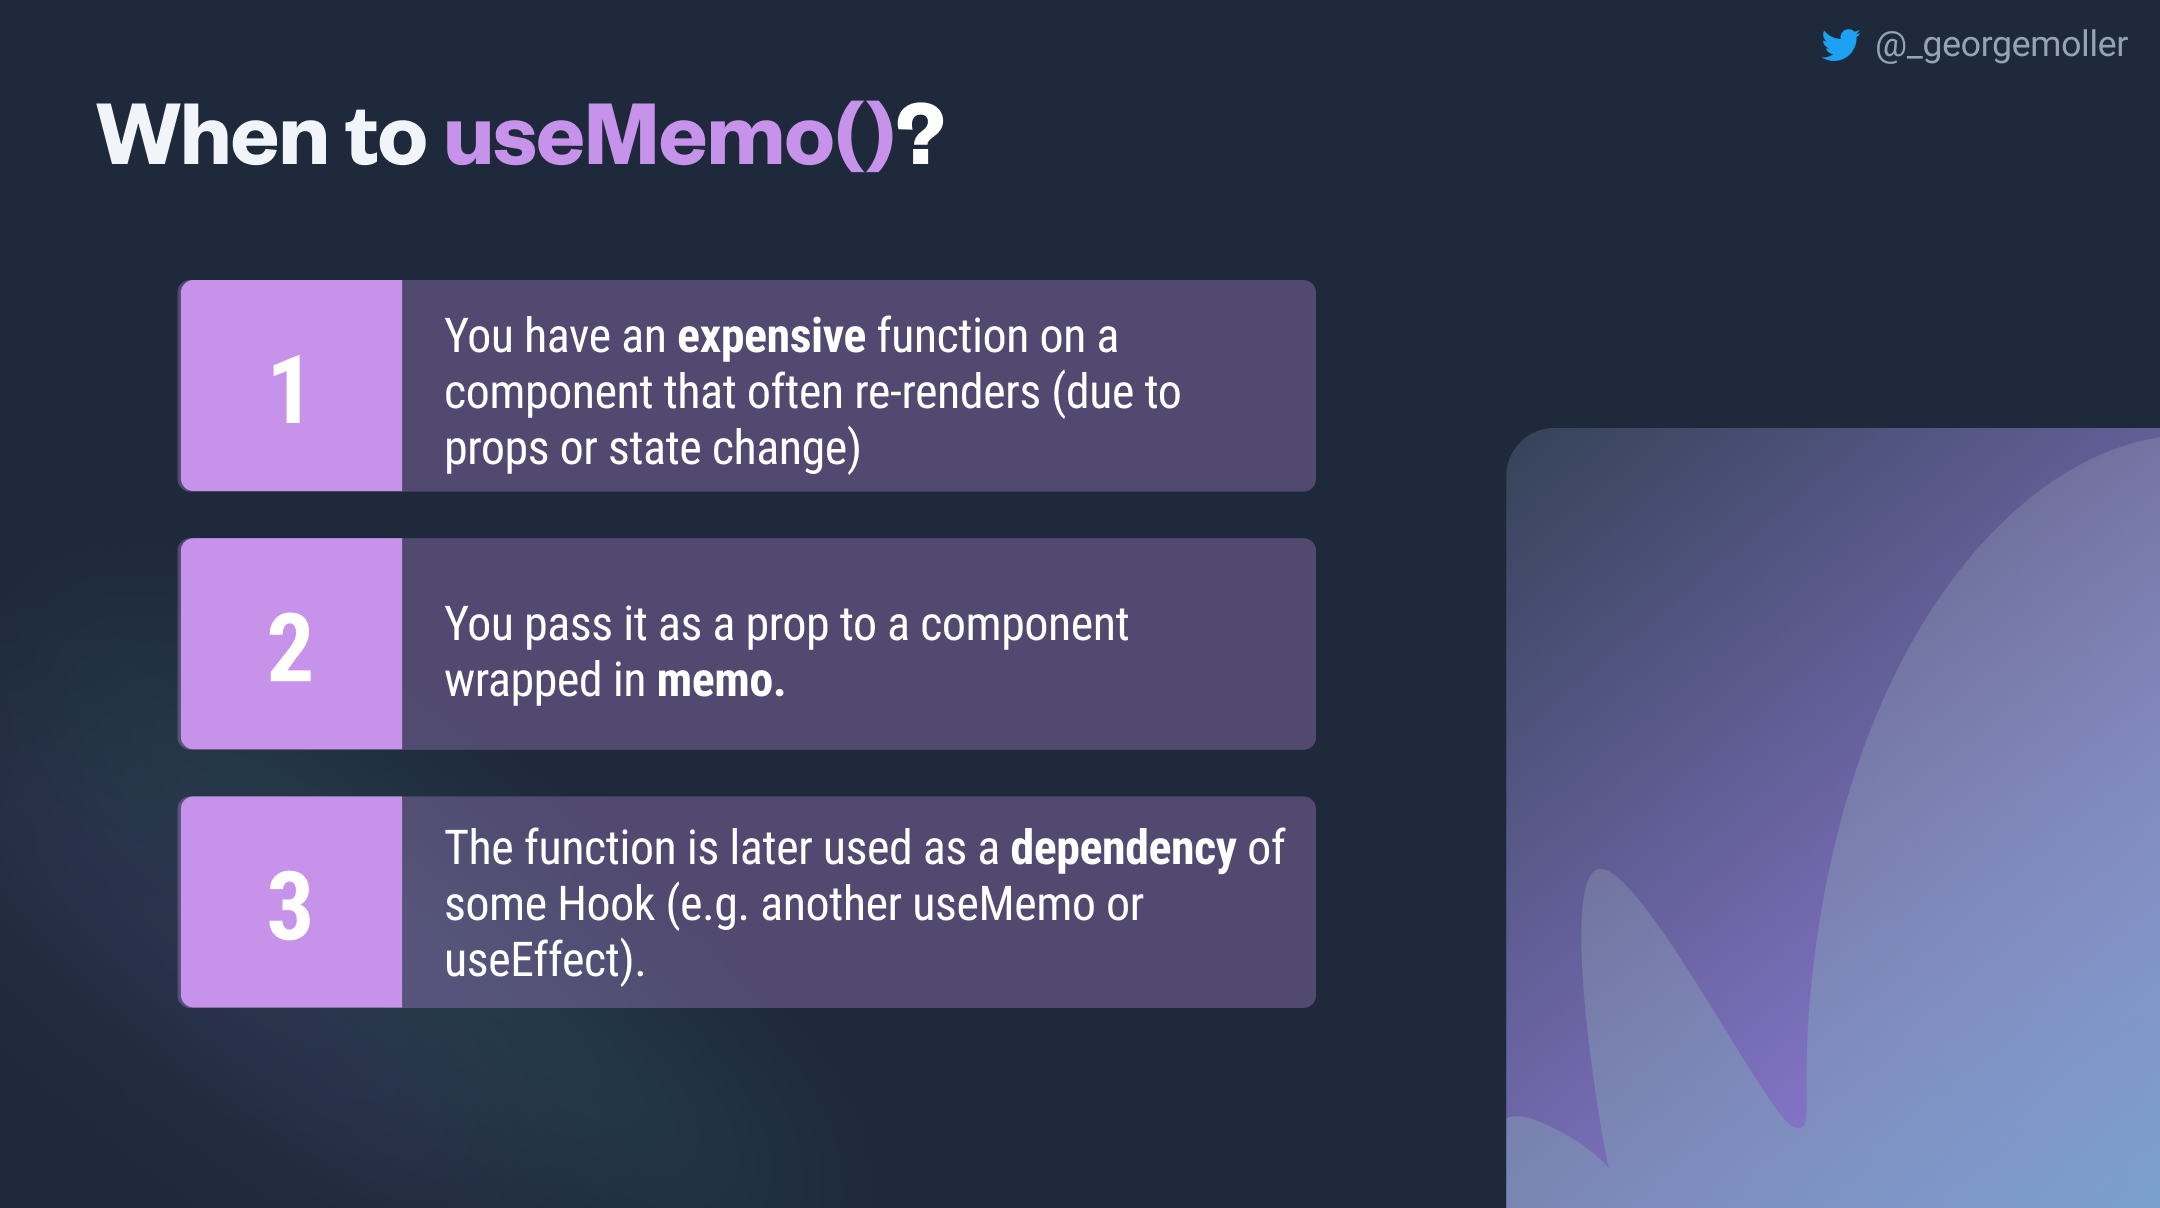 @_georgemoller
When to useMemo()?
1
You have an expensive function on a
component that often re-renders (due to
props or state change)
2
You pass it as a prop to a component
wrapped in memo.
3
The function is later used as a dependency of
some Hook (e.g. another useMemo or
useEffect).